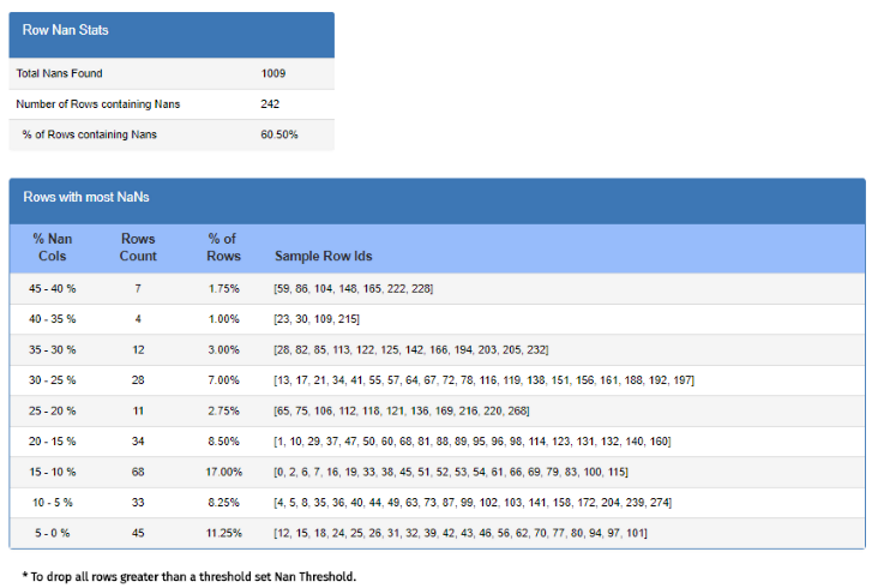 Row Nan Stats
Total Nans Found 1009
Number of Rows containing Nans 242
% of Rows containing Nans 60.50%
Rows with most NaNs
% Nan Cols Rows Count % of Rows Sample Row Ids
45 - 40 % 7 1.75% [59, 86, 104, 148, 165, 222, 228]
40 - 35 % 4 1.00% [23, 30, 109, 215]
35 - 30 % 12 3.00% [28, 82, 85, 113, 122, 125, 142, 166, 194, 203, 205, 232]
30 - 25 % 28 7.00% [13, 17, 21, 34, 41, 55, 57, 64, 67, 72, 78, 116, 119, 138, 151, 156, 161, 188, 192, 197]
25 - 20 % 11 2.75% [65, 75, 106, 112, 118, 121, 136, 169, 216, 220, 268]
20 - 15 % 34 8.50% [1, 10, 29, 37, 47, 50, 60, 68, 81, 88, 89, 95, 96, 98, 114, 123, 131, 132, 140, 160]
15 - 10 % 68 17.00% [0, 2, 6, 7, 16, 19, 33, 38, 45, 51, 52, 53, 54, 61, 66, 69, 79, 83, 100, 115]
10 - 5 % 33 8.25% [4, 5, 8, 35, 36, 40, 44, 49, 63, 73, 87, 99, 102, 103, 141, 158, 172, 204, 239, 274]
5 - 0 % 45 11.25% [12, 15, 18, 24, 25, 26, 31, 32, 39, 42, 43, 46, 56, 62, 70, 77, 80, 94, 97, 101]
* To drop all rows greater than a threshold set Nan Threshold.